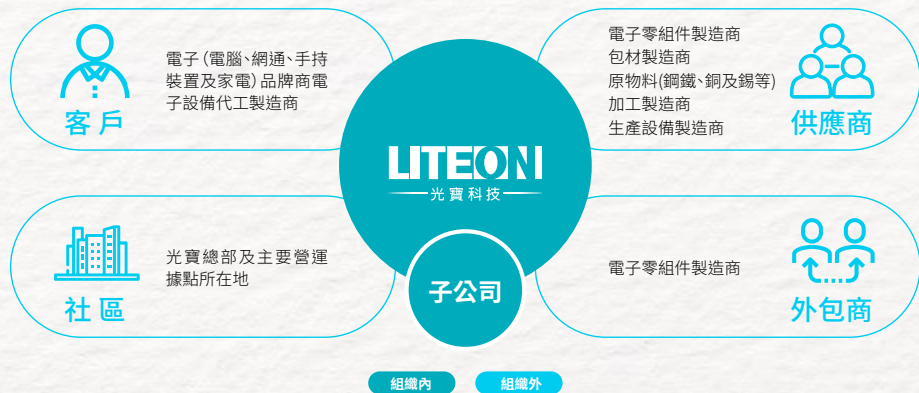 電子（電腦、網通、手持
裝置及家電）品牌商電
子設備代工製造商
客戶
電子零組件製造商
包材製造商
原物料(鋼鐵、銅及錫等)
加工製造商
生產設備製造商
供應商
LITEON
光寶科技
光寶總部及主要營運
據點所在地
社區
子公司
電子零組件製造商
外包商
組織內
組織外